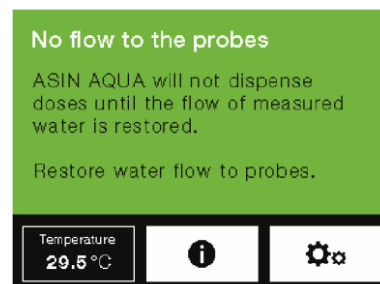 No flow to the probes
ASIN AQUA will not dispense
doses until the flow of measured
water is restored.
Restore water flow to probes.
Temperature
29.5°C
i